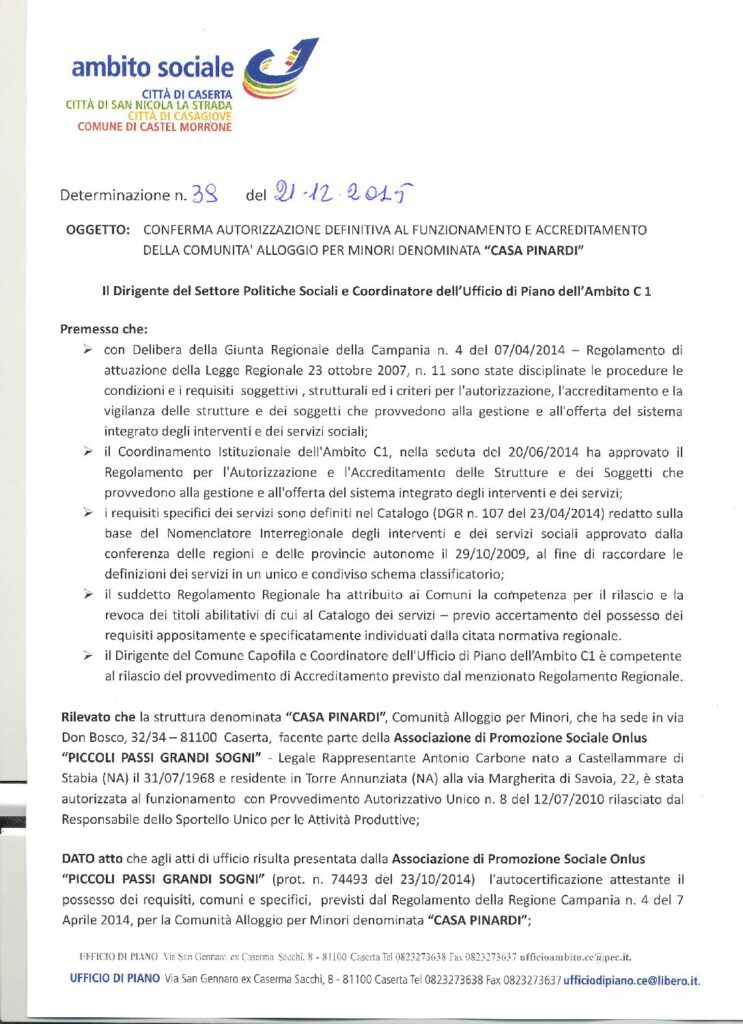 ambito sociale
CITTÀ DI CASERTA
CITTÀ DI SAN NICOLA LA STRADA
CITTÀ DI CASAGIOVE
COMUNE DI CASTEL MORRONE
Determinazione n. 39 del 21-12-2015
OGGETTO: CONFERMA AUTORIZZAZIONE DEFINITIVA AL FUNZIONAMENTO E ACCREDITAMENTO
DELLA COMUNITA' ALLOGGIO PER MINORI DENOMINATA "CASA PINARDI"
Il Dirigente del Settore Politiche Sociali e Coordinatore dell'Ufficio di Piano dell'Ambito C 1
Premesso che:
➢ con Delibera della Giunta Regionale della Campania n. 4 del 07/04/2014 – Regolamento di
attuazione della Legge Regionale 23 ottobre 2007, n. 11 sono state disciplinate le procedure le
condizioni e i requisiti soggettivi , strutturali ed i criteri per l'autorizzazione, l'accreditamento e la
vigilanza delle strutture e dei soggetti che provvedono alla gestione e all'offerta del sistema
integrato degli interventi e dei servizi sociali;
➢ il Coordinamento Istituzionale dell'Ambito C1, nella seduta del 20/06/2014 ha approvato il
Regolamento per l'Autorizzazione e l'Accreditamento delle Strutture e dei Soggetti che
provvedono alla gestione e all'offerta del sistema integrato degli interventi e dei servizi;
➢ i requisiti specifici dei servizi sono definiti nel Catalogo (DGR n. 107 del 23/04/2014) redatto sulla
base del Nomenclatore Interregionale degli interventi e dei servizi sociali approvato dalla
conferenza delle regioni e delle provincie autonome il 29/10/2009, al fine di raccordare le
definizioni dei servizi in un unico e condiviso schema classificatorio;
➢ il suddetto Regolamento Regionale ha attribuito ai Comuni la competenza per il rilascio e la
revoca dei titoli abilitativi di cui al Catalogo dei servizi – previo accertamento del possesso dei
requisiti appositamente e specificatamente individuati dalla citata normativa regionale.
➢ il Dirigente del Comune Capofila e Coordinatore dell'Ufficio di Piano dell'Ambito C1 è competente
al rilascio del provvedimento di Accreditamento previsto dal menzionato Regolamento Regionale.
Rilevato che la struttura denominata "CASA PINARDI", Comunità Alloggio per Minori, che ha sede in via
Don Bosco, 32/34 – 81100 Caserta, facente parte della Associazione di Promozione Sociale Onlus
"PICCOLI PASSI GRANDI SOGNI" - Legale Rappresentante Antonio Carbone nato a Castellammare di
Stabia (NA) il 31/07/1968 e residente in Torre Annunziata (NA) alla via Margherita di Savoia, 22, è stata
autorizzata al funzionamento con Provvedimento Autorizzativo Unico n. 8 del 12/07/2010 rilasciato dal
Responsabile dello Sportello Unico per le Attività Produttive;
DATO atto che agli atti di ufficio risulta presentata dalla Associazione di Promozione Sociale Onlus
"PICCOLI PASSI GRANDI SOGNI" (prot. n. 74493 del 23/10/2014) l'autocertificazione attestante il
possesso dei requisiti, comuni e specifici, previsti dal Regolamento della Regione Campania n. 4 del 7
Aprile 2014, per la Comunità Alloggio per Minori denominata "CASA PINARDI";
UFFICIO DI PIANO Via San Gennaro ex Caserma Sacchi, 8 - 81100 Caserta Tel 0823273638 Fax 0823273637 ufficioambito.ce@pec.it.
UFFICIO DI PIANO Via San Gennaro ex Caserma Sacchi, 8 - 81100 Caserta Tel 0823273638 Fax 0823273637 ufficiodipiano.ce@libero.it.